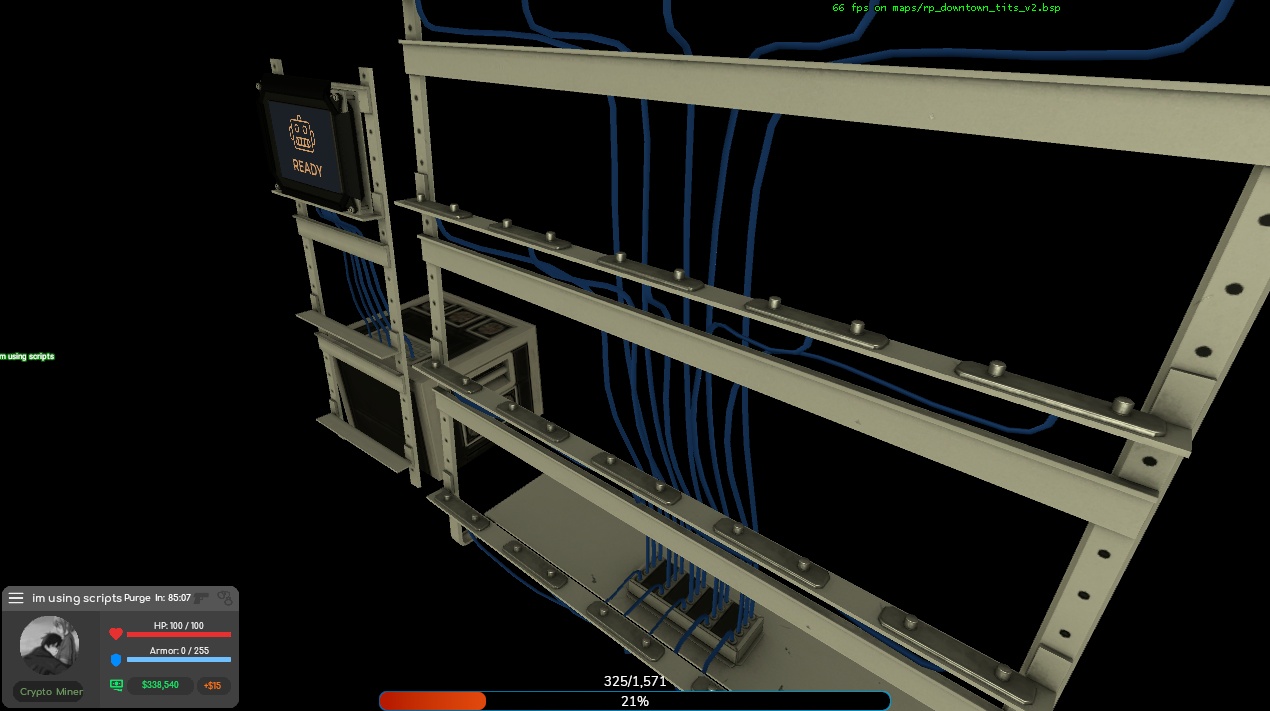 66 fps on maps/rp_downtown_tits_v2.bsp
READY
m using scripts
im using scripts Purge In: 85:07
HP: 100 / 100
Armor: 0 / 255
Crypto Miner
$338,540
+$15
325/1,571
21%